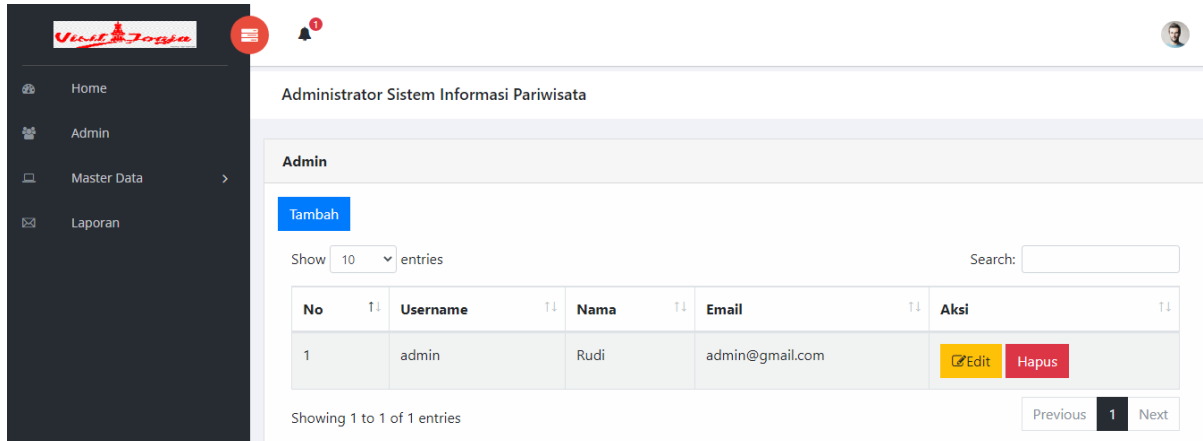 Visit Jogja
1
Home
Admin
Master Data
Laporan
Administrator Sistem Informasi Pariwisata
Admin
Tambah
Show 10 entries
Search:
No Username Nama Email Aksi
1 admin Rudi admin@gmail.com Edit Hapus
Showing 1 to 1 of 1 entries
Previous 1 Next